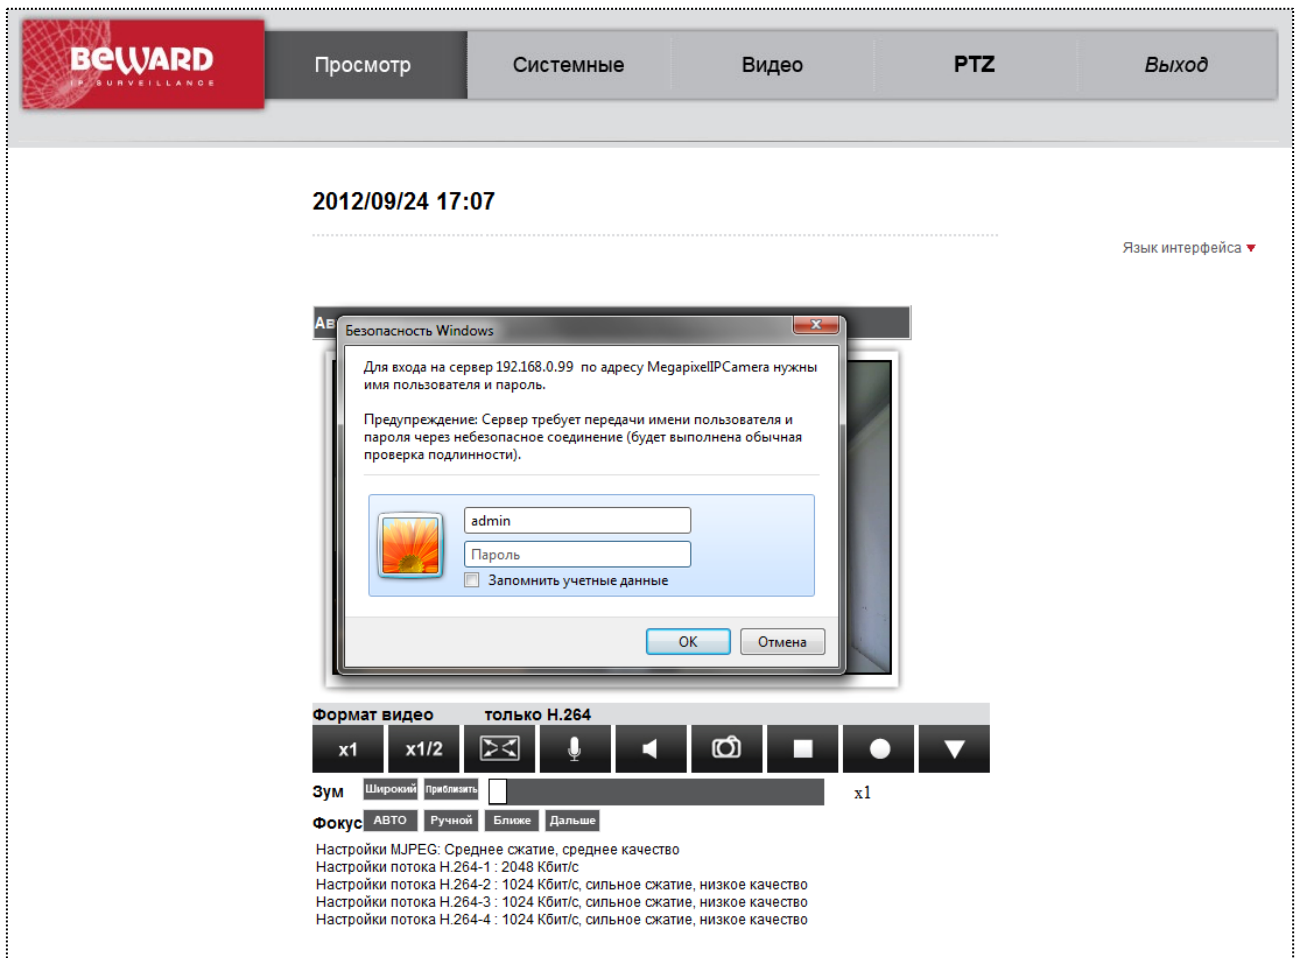 BEWARD
IP SURVEILLANCE
Просмотр
Системные
Видео
PTZ
Выход
2012/09/24 17:07
Язык интерфейса
Ав
Безопасность Windows
x
Для входа на сервер 192.168.0.99 по адресу MegapixelIPCamera нужны
имя пользователя и пароль.
Предупреждение: Сервер требует передачи имени пользователя и
пароля через небезопасное соединение (будет выполнена обычная
проверка подлинности).
admin
Пароль
Запомнить учетные данные
OK
Отмена
Формат видео только H.264
x1
x1/2
Зум Широкий Приблизить x1
Фокус АВТО Ручной Ближе Дальше
Настройки MJPEG: Среднее сжатие, среднее качество
Настройки потока H.264-1 : 2048 Кбит/с
Настройки потока H.264-2 : 1024 Кбит/с, сильное сжатие, низкое качество
Настройки потока H.264-3 : 1024 Кбит/с, сильное сжатие, низкое качество
Настройки потока H.264-4 : 1024 Кбит/с, сильное сжатие, низкое качество